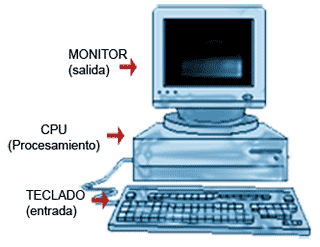 MONITOR
(salida)
CPU
(Procesamiento)
TECLADO
(entrada)